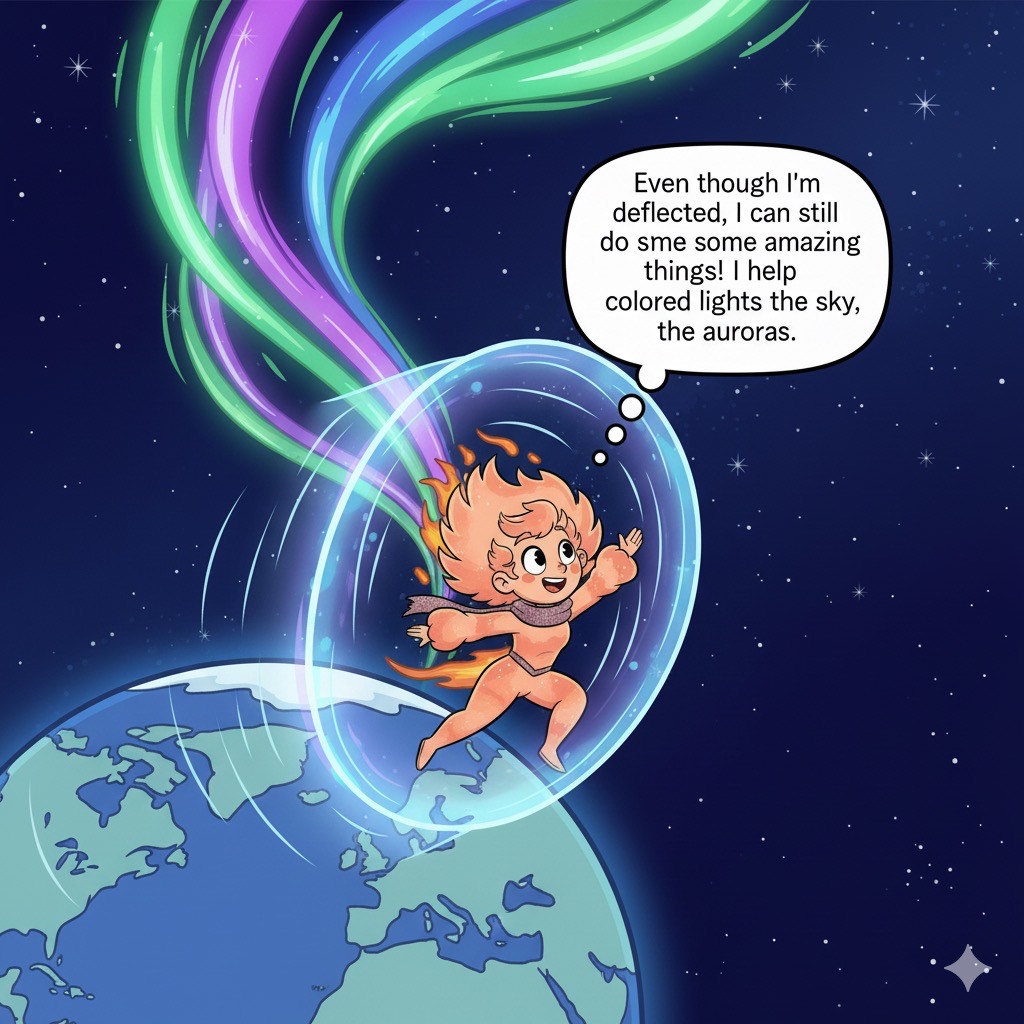 Even though I'm
deflected, I can still
do sme some amazing
things! I help
colored lights the sky,
the auroras.